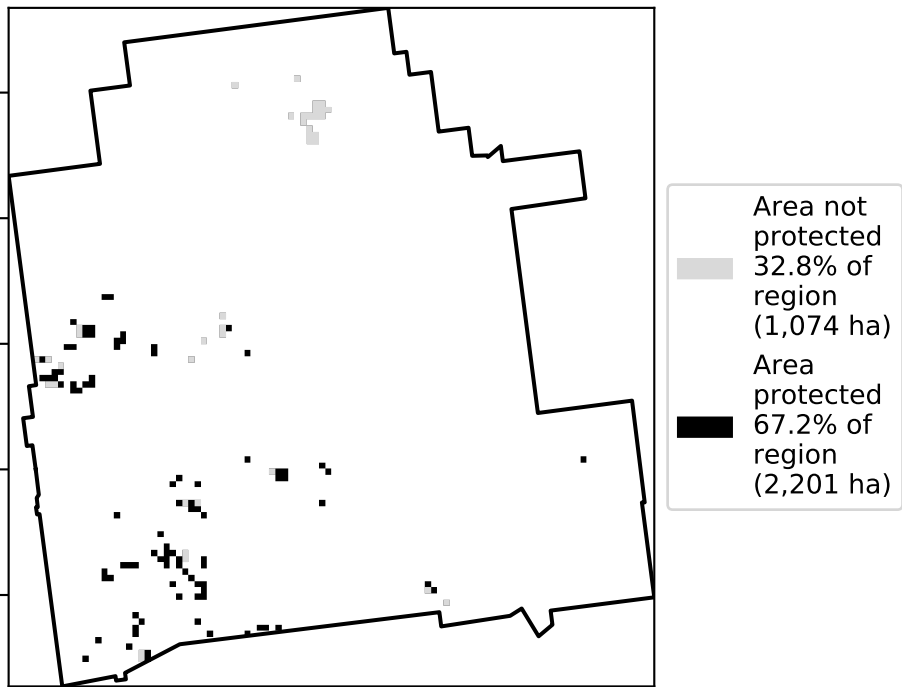 Area not
protected
32.8% of
region
(1,074 ha)
Area
protected
67.2% of
region
(2,201 ha)